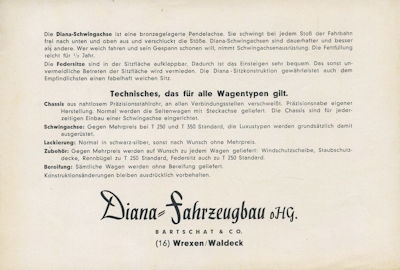 Die Diana-Schwingachse ist eine bronzegelagerte Pendelachse. Sie schwingt bei jedem Stoß der Fahrbahn
frei nach unten und oben aus und verschluckt die Stöße. Diana-Schwingachsen sind dauerhafter und besser
als andere. Wer weich fahren und sein Gespann schonen will, nimmt Schwingachsenausrüstung. Die Fettfüllung
reicht für ½ Jahr.
Die Federsitze sind in der Sitzfläche aufklappbar. Dadurch ist das Einsteigen sehr bequem. Das sonst un-
vermeidliche Betreten der Sitzfläche wird vermieden. Die Diana-Sitzkonstruktion gewährleistet auch dem
Empfindlichsten einen fabelhaft weichen Sitz.
Technisches, das für alle Wagentypen gilt.
Chassis aus nahtlosem Präzisionsstahlrohr, an allen Verbindungsstellen verschweißt. Präzisionsnabe eigener
Herstellung. Normal werden die Seitenwagen mit Steckachse geliefert. Die Chassis sind für jeder-
zeitigen Einbau einer Schwingachse eingerichtet.
Schwingachse: Gegen Mehrpreis bei T 250 und T 350 Standard, die Luxustypen werden grundsätzlich damit
ausgerüstet.
Lackierung: Normal in schwarz-silber, sonst nach Wunsch ohne Mehrpreis.
Zubehör: Gegen Mehrpreis werden auf Wunsch zu jedem Wagen geliefert: Windschutzscheibe, Staubschutz-
decke, Rennbügel zu T 250 Standard, Federsitz auch zu T 250 Standard.
Bereifung: Sämtliche Wagen werden ohne Bereifung geliefert.
Konstruktionsänderungen bleiben ausdrücklich vorbehalten.
Diana-Fahrzeugbau oHG.
BARTSCHAT & CO.
(16) Wrexen/Waldeck